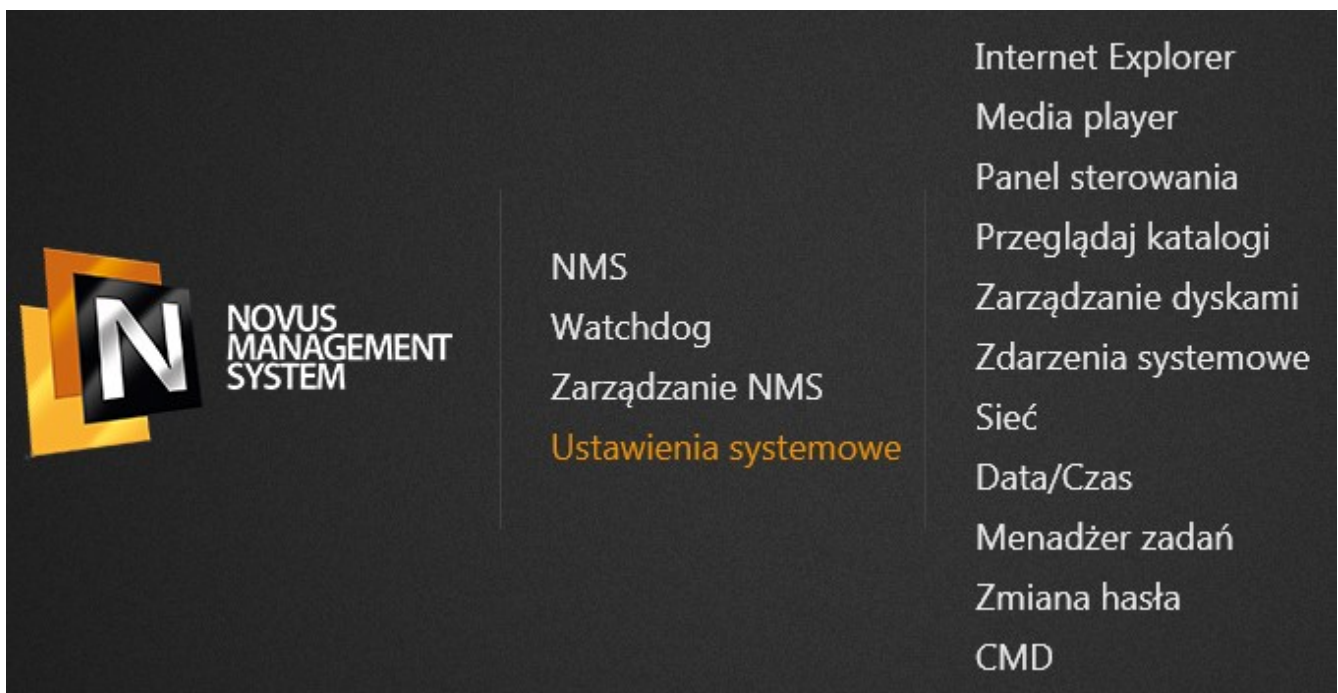 N
NOVUS
MANAGEMENT
SYSTEM
NMS
Watchdog
Zarządzanie NMS
Ustawienia systemowe
Internet Explorer
Media player
Panel sterowania
Przeglądaj katalogi
Zarządzanie dyskami
Zdarzenia systemowe
Sieć
Data/Czas
Menadżer zadań
Zmiana hasła
CMD